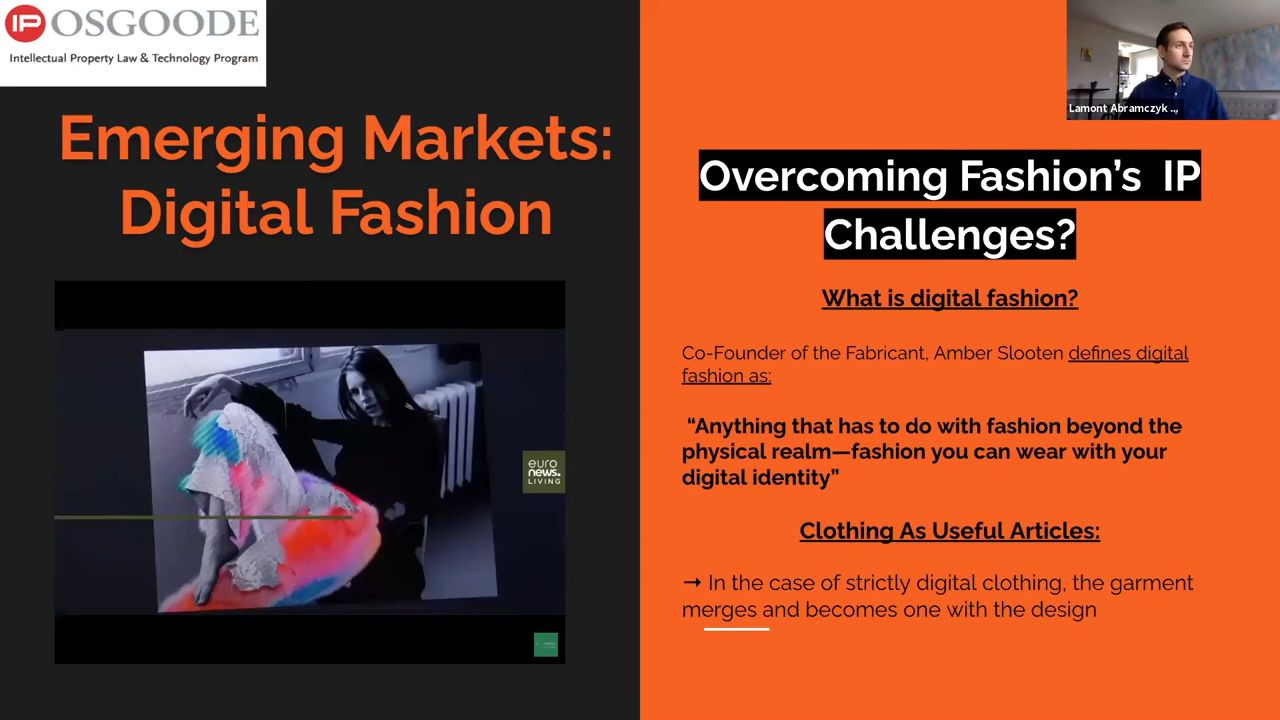 IP OSGOODE
Intellectual Property Law & Technology Program
Emerging Markets:
Digital Fashion
euro
news.
LIVING
Lamont Abramczyk ..,
Overcoming Fashion’s  IP
Challenges?
What is digital fashion?
Co-Founder of the Fabricant, Amber Slooten defines digital
fashion as:
“Anything that has to do with fashion beyond the
physical realm—fashion you can wear with your
digital identity”
Clothing As Useful Articles:
→ In the case of strictly digital clothing, the garment
merges and becomes one with the design